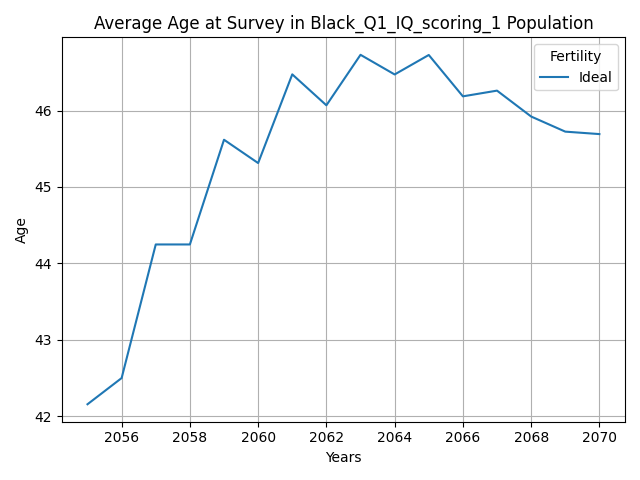 Average Age at Survey in Black_Q1_IQ_scoring_1 Population
Fertility
Ideal
46
45
44
43
42
Age
2056 2058 2060 2062 2064 2066 2068 2070
Years